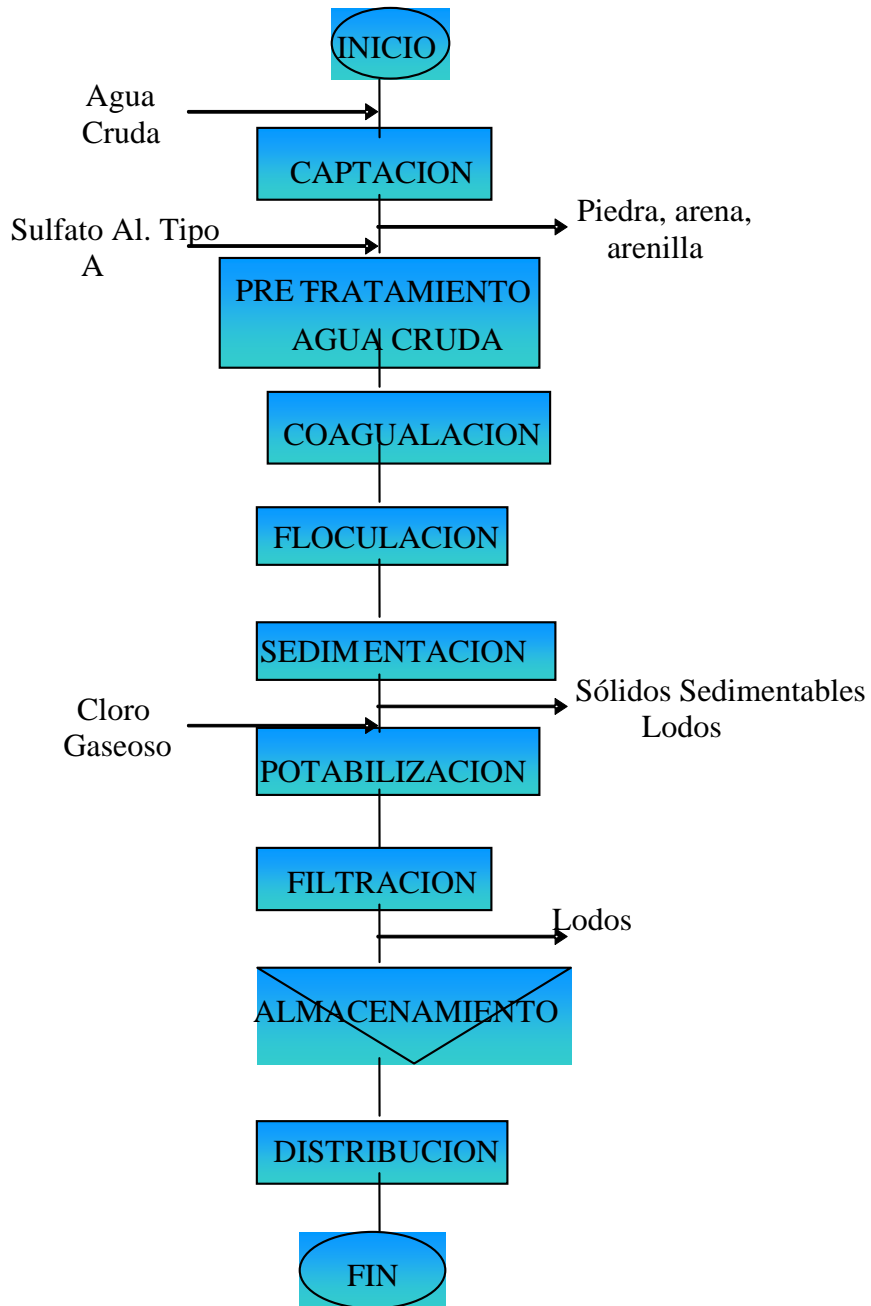 INICIO
Agua
Cruda
CAPTACION
Piedra, arena,
arenilla
Sulfato Al. Tipo
A
PRE-TRATAMIENTO
AGUA CRUDA
COAGUALACION
FLOCULACION
SEDIMENTACION
Sólidos Sedimentables
Lodos
Cloro
Gaseoso
POTABILIZACION
FILTRACION
Lodos
ALMACENAMIENTO
DISTRIBUCION
FIN